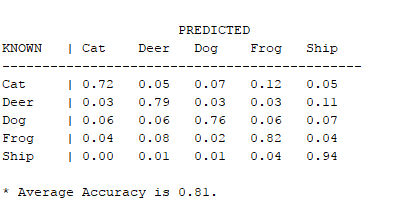 PREDICTED
KNOWN | Cat Deer Dog Frog Ship
--------------------------------------------------
Cat | 0.72 0.05 0.07 0.12 0.05
Deer | 0.03 0.79 0.03 0.03 0.11
Dog | 0.06 0.06 0.76 0.06 0.07
Frog | 0.04 0.08 0.02 0.82 0.04
Ship | 0.00 0.01 0.01 0.04 0.94
* Average Accuracy is 0.81.